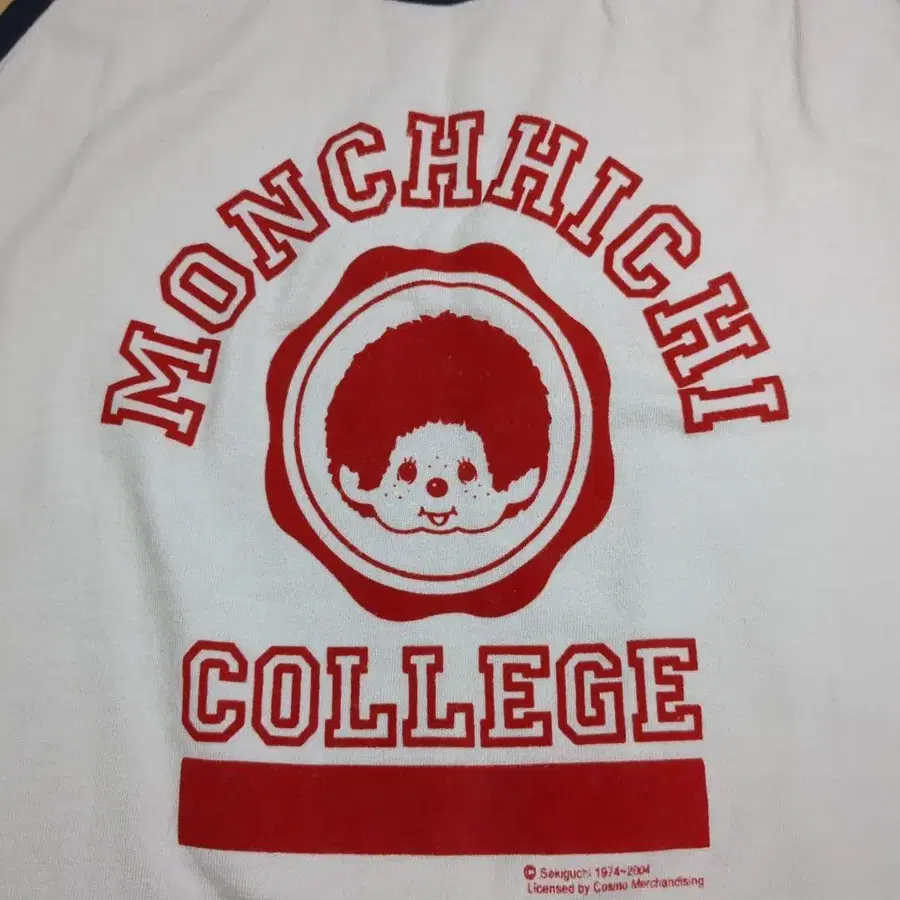 MONCHHICHI
COLLEGE
© Sekiguchi 1974~2004
Licensed by Cosmo Merchandising